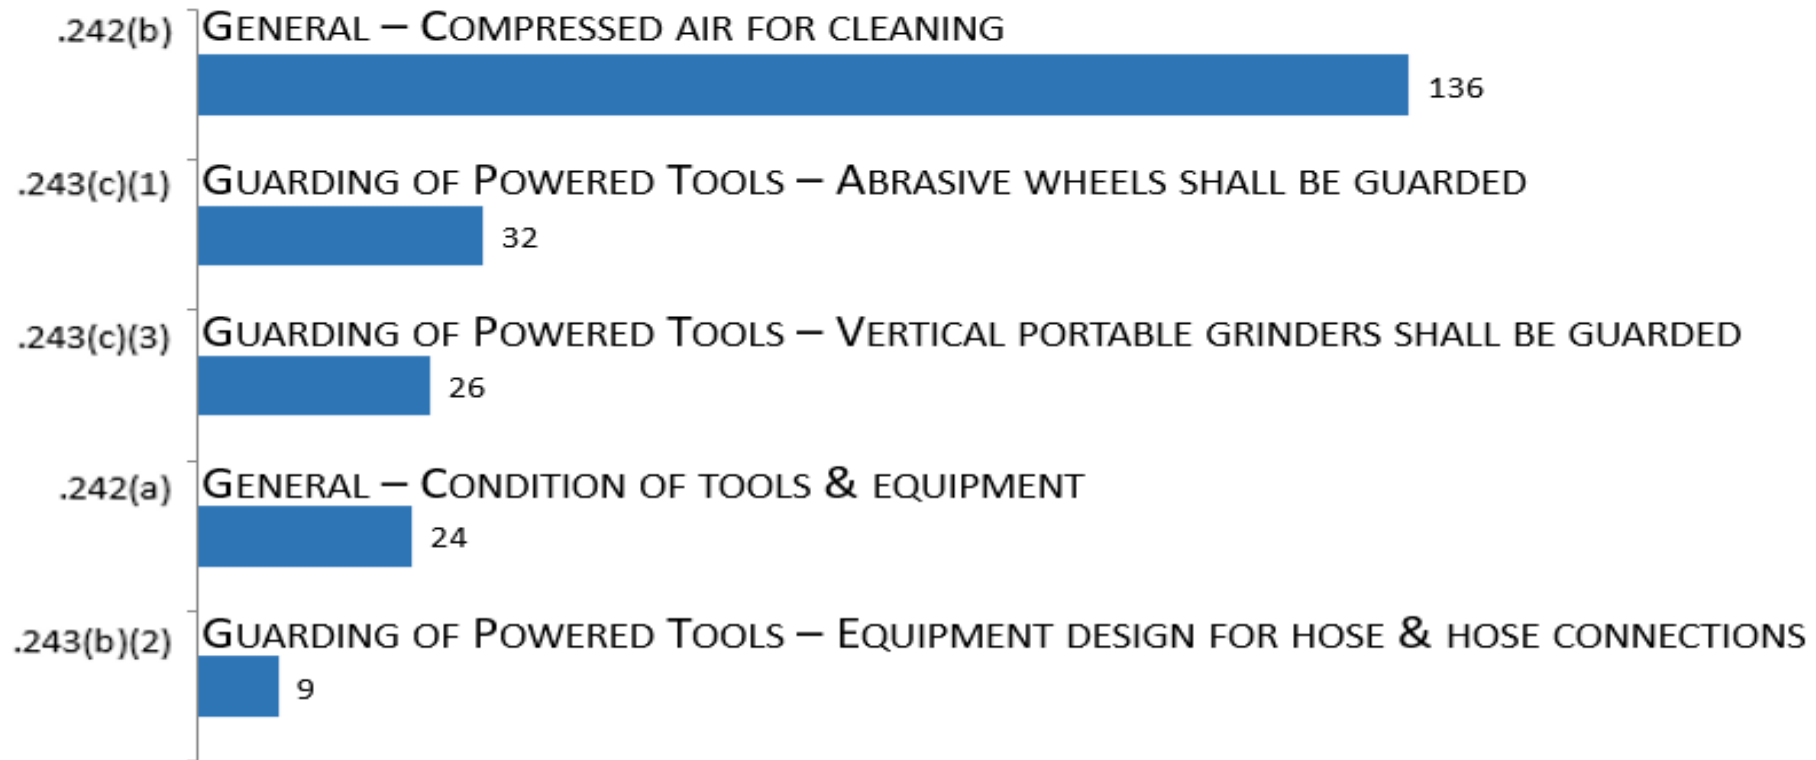 .242(b) General – Compressed air for cleaning
136
.243(c)(1) Guarding of Powered Tools – Abrasive wheels shall be guarded
32
.243(c)(3) Guarding of Powered Tools – Vertical portable grinders shall be guarded
26
.242(a) General – Condition of tools & equipment
24
.243(b)(2) Guarding of Powered Tools – Equipment design for hose & hose connections
9